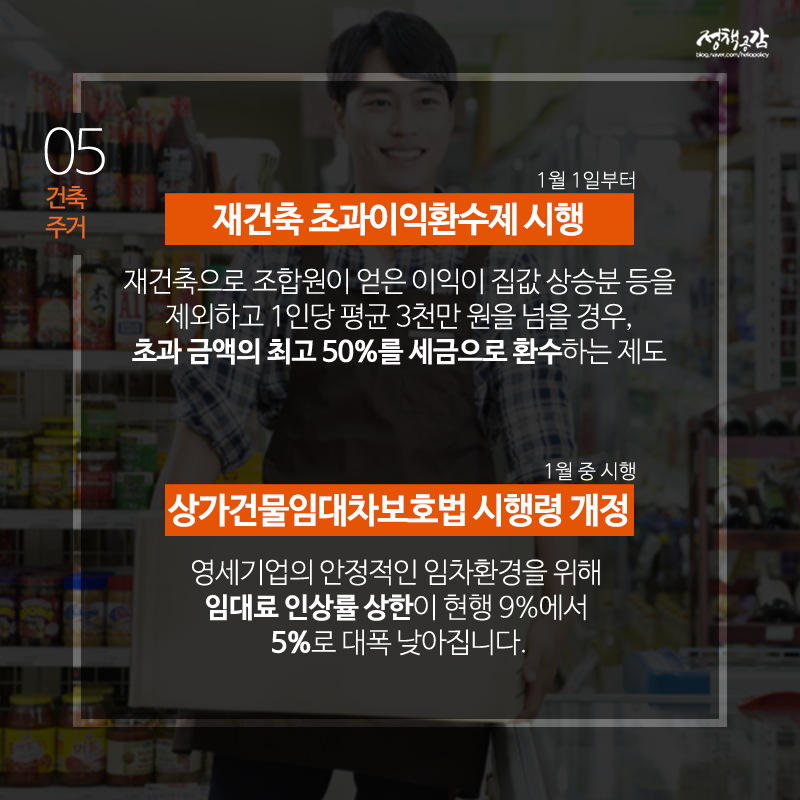 정책공감
blog.naver.com/hellopolicy
05
건축
주거
1월 1일부터
재건축 초과이익환수제 시행
재건축으로 조합원이 얻은 이익이 집값 상승분 등을
제외하고 1인당 평균 3천만 원을 넘을 경우,
초과 금액의 최고 50%를 세금으로 환수하는 제도
1월 중 시행
상가건물임대차보호법 시행령 개정
영세기업의 안정적인 임차환경을 위해
임대료 인상률 상한이 현행 9%에서
5%로 대폭 낮아집니다.